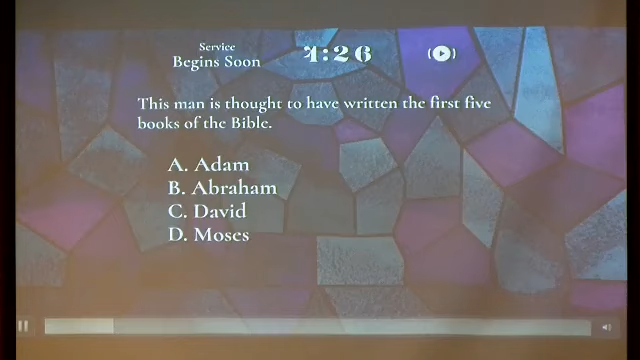 Service
Begins Soon
4:26
This man is thought to have written the first five
books of the Bible.
A. Adam
B. Abraham
C. David
D. Moses